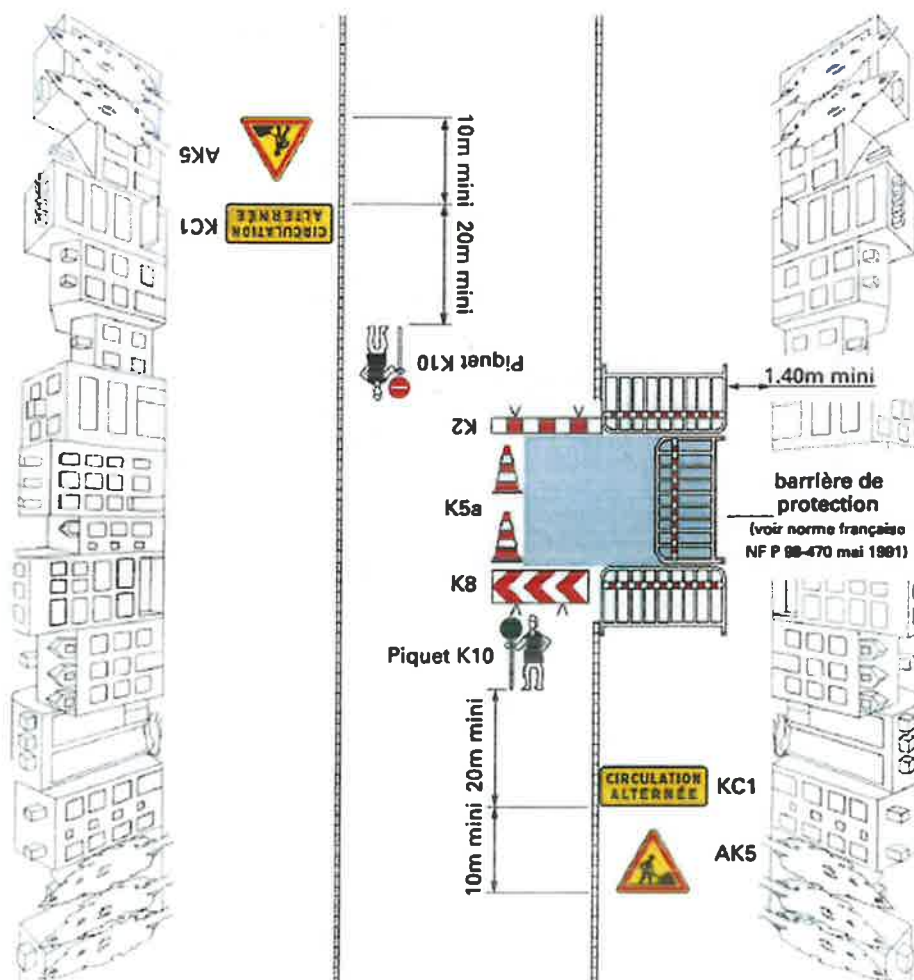 AK5
10m mini
KC1
CIRCULATION
ALTERNÉE
20m mini
Piquet K10
1.40m mini
K2
K5a
barrière de
protection
(voir norme française
NF P 98-470 mai 1991)
K8
Piquet K10
20m mini
CIRCULATION
ALTERNÉE
KC1
10m mini
AK5